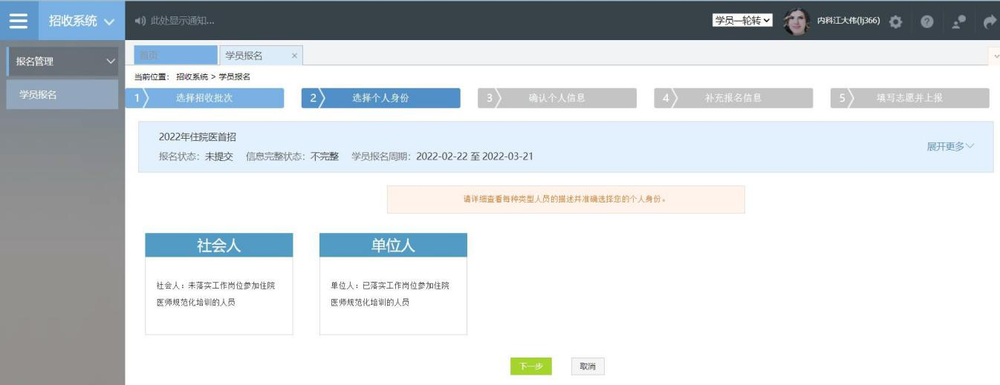 招收系统
此处显示通知...
学员—轮转
内科江大伟(lj366)
报名管理
首页
学员报名
×
学员报名
当前位置： 招收系统 > 学员报名
1 选择招收批次
2 选择个人身份
3 确认个人信息
4 补充报名信息
5 填写志愿并上报
2022年住院医首招
报名状态：未提交 信息完整状态：不完整 学员报名周期：2022-02-22 至 2022-03-21
展开更多
请详细查看每种类型人员的描述并准确选择您的个人身份。
社会人
社会人：未落实工作岗位参加住院
医师规范化培训的人员
单位人
单位人：已落实工作岗位参加住院
医师规范化培训的人员
下一步
取消